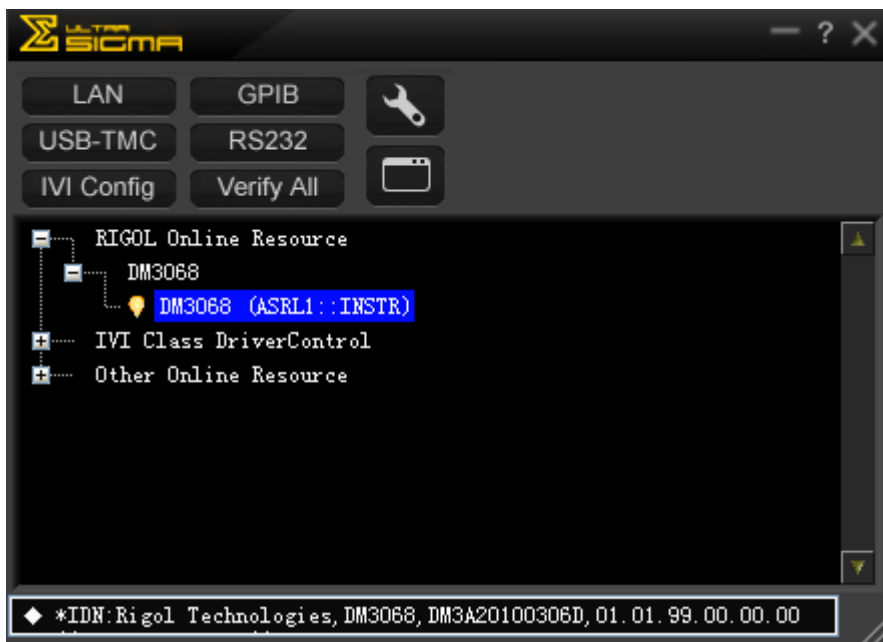 ULTRA
SIGMA
?
LAN
GPIB
USB-TMC
RS232
IVI Config
Verify All
RIGOL Online Resource
DM3068
DM3068 (ASRL1::INSTR)
IVI Class DriverControl
Other Online Resource
*IDN:Rigol Technologies,DM3068,DM3A20100306D,01.01.99.00.00.00